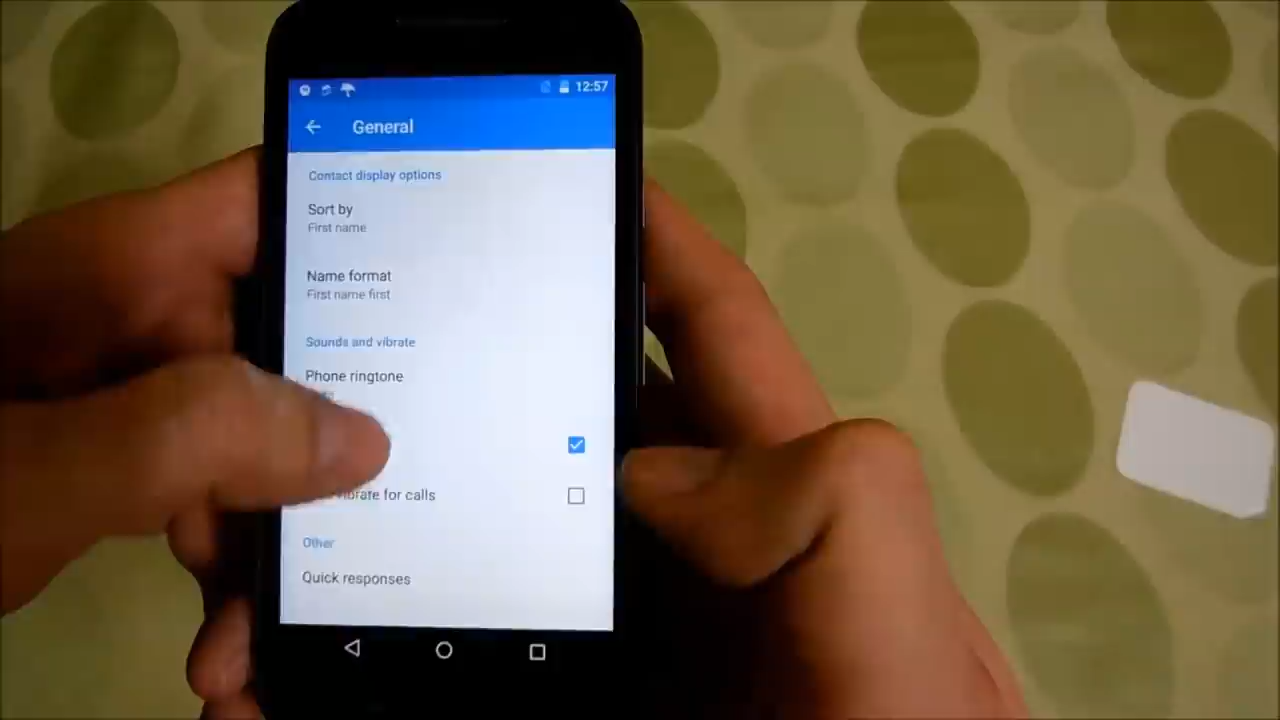 12:57
General
Contact display options
Sort by
First name
Name format
First name first
Sounds and vibrate
Phone ringtone
vibrate for calls
Other
Quick responses